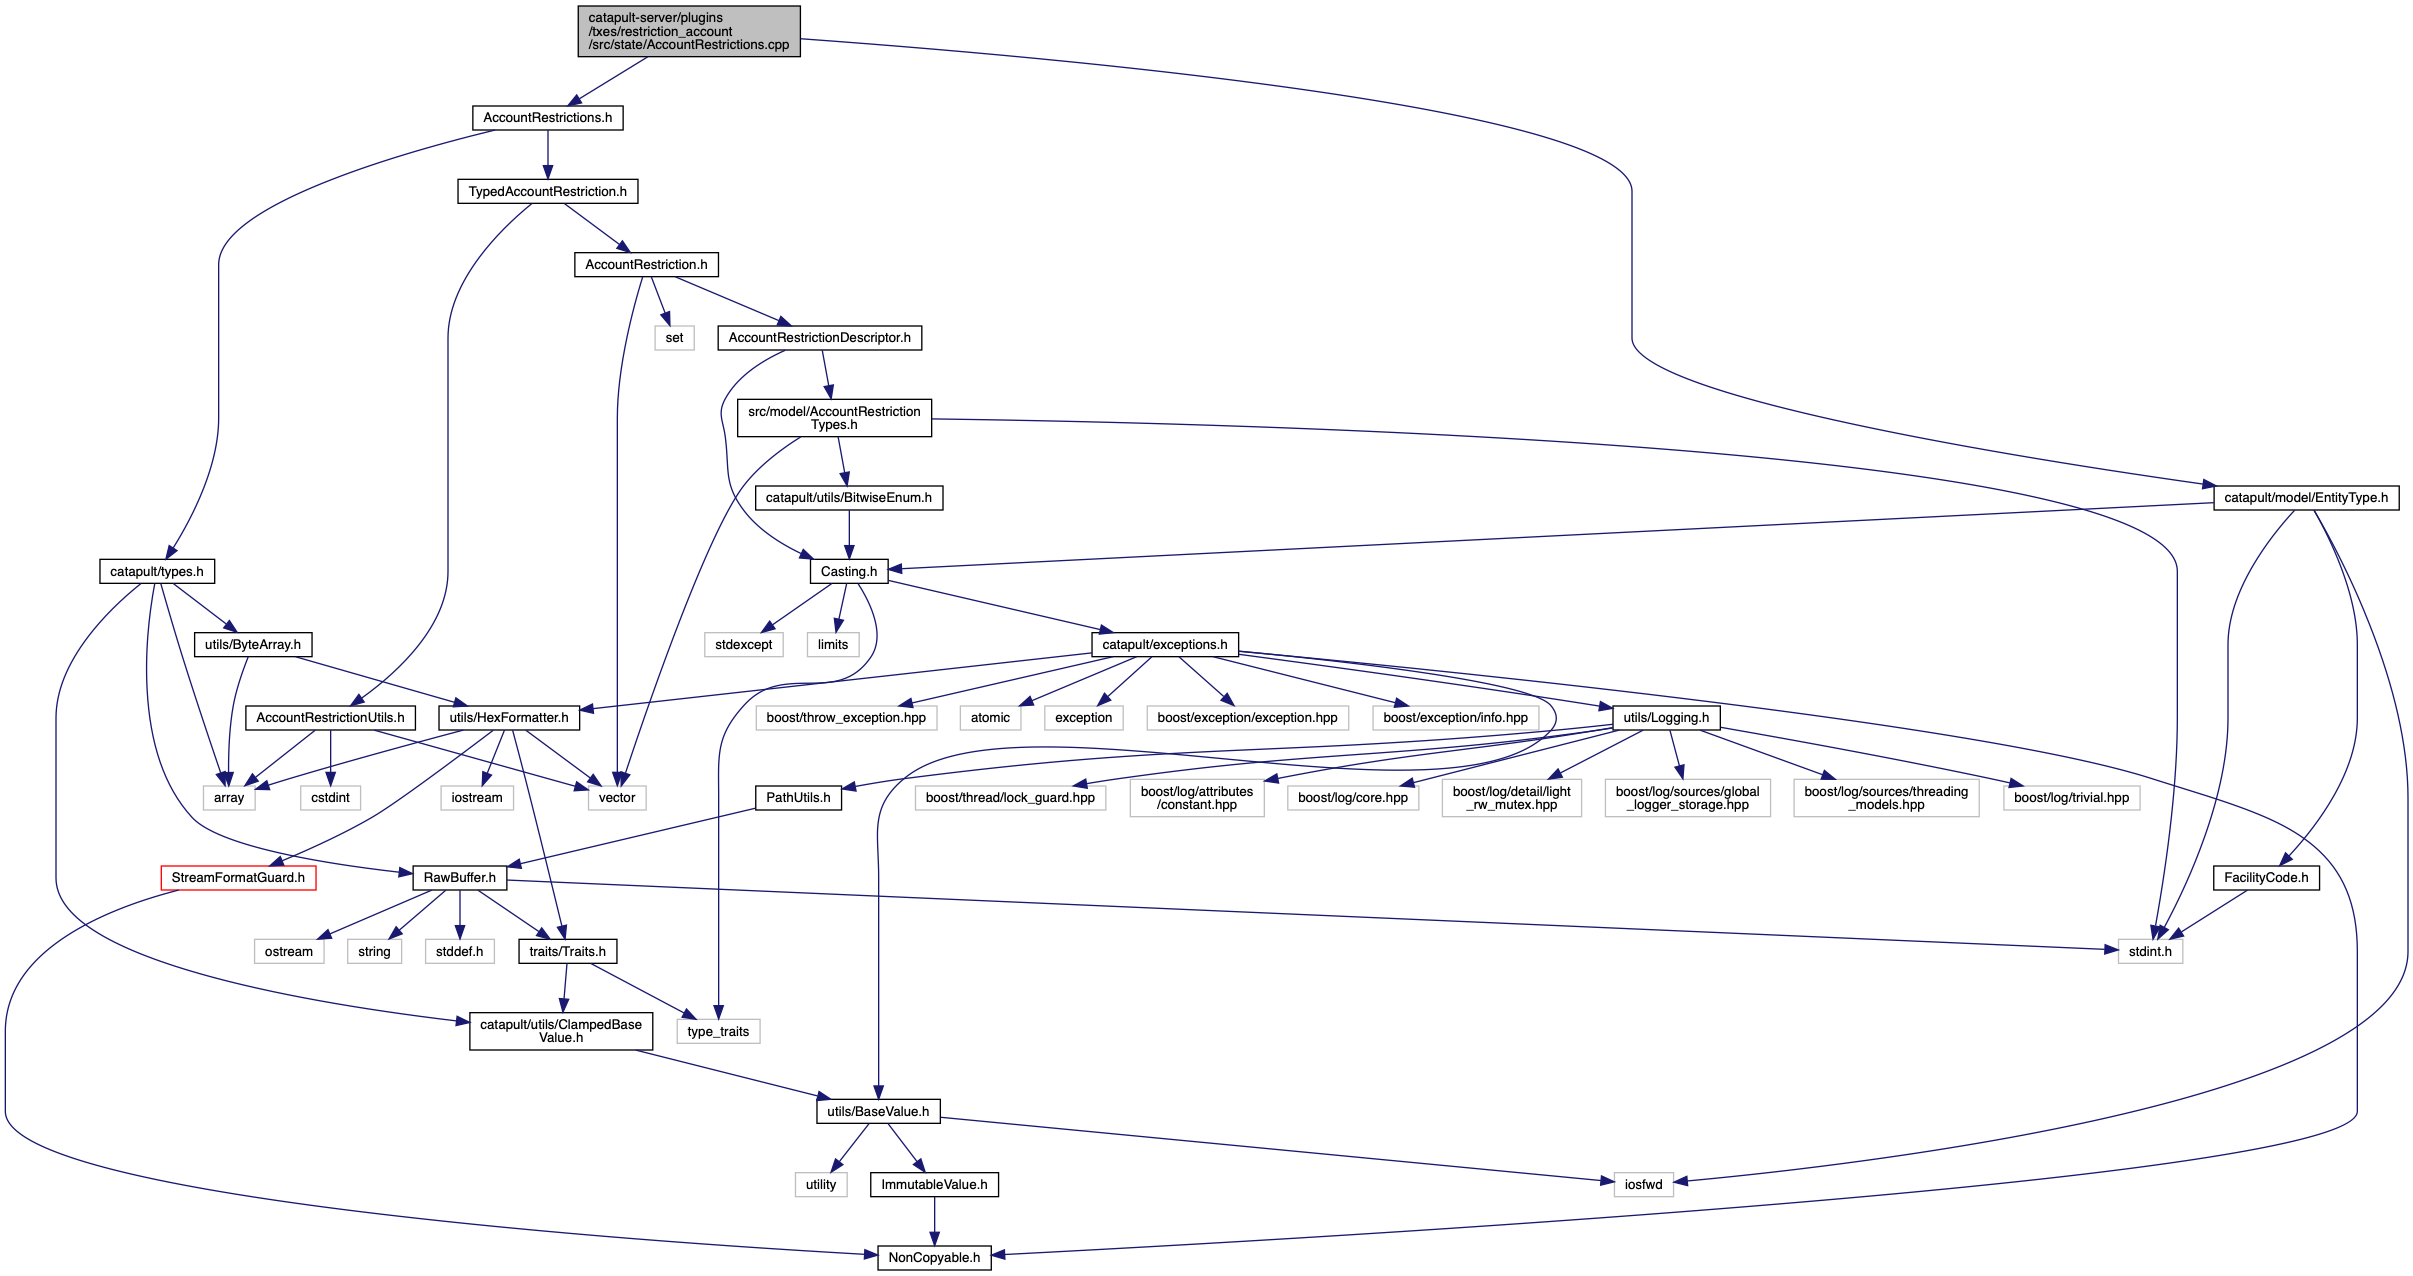 catapult-server/plugins
/txes/restriction_account
/src/state/AccountRestrictions.cpp
AccountRestrictions.h
TypedAccountRestriction.h
AccountRestriction.h
set
AccountRestrictionDescriptor.h
src/model/AccountRestriction
Types.h
catapult/utils/BitwiseEnum.h
catapult/model/EntityType.h
catapult/types.h
Casting.h
utils/ByteArray.h
stdexcept
limits
catapult/exceptions.h
AccountRestrictionUtils.h
utils/HexFormatter.h
boost/throw_exception.hpp
atomic
exception
boost/exception/exception.hpp
boost/exception/info.hpp
utils/Logging.h
array
cstdint
iostream
vector
PathUtils.h
boost/thread/lock_guard.hpp
boost/log/attributes
/constant.hpp
boost/log/core.hpp
boost/log/detail/light
_rw_mutex.hpp
boost/log/sources/global
_logger_storage.hpp
boost/log/sources/threading
_models.hpp
boost/log/trivial.hpp
StreamFormatGuard.h
RawBuffer.h
FacilityCode.h
ostream
string
stddef.h
traits/Traits.h
stdint.h
catapult/utils/ClampedBase
Value.h
type_traits
utils/BaseValue.h
utility
ImmutableValue.h
iosfwd
NonCopyable.h